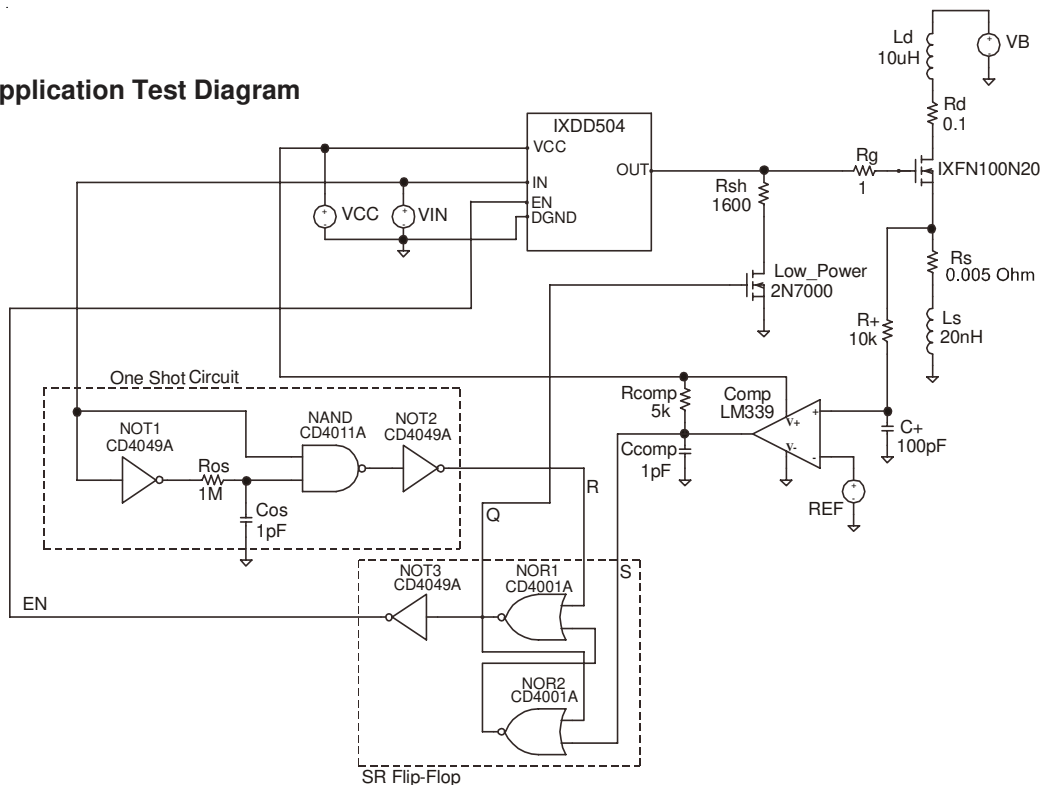 pplication Test Diagram
Ld
10uH
VB
Rd
0.1
IXDD504
VCC
IN
EN
DGND
OUT
Rg
1
IXFN100N20
Rsh
1600
VCC
VIN
Low_Power
2N7000
Rs
0.005 Ohm
R+
10k
Ls
20nH
One Shot Circuit
NOT1
CD4049A
NAND
CD4011A
NOT2
CD4049A
Ros
1M
Cos
1pF
Rcomp
5k
Comp
LM339
V+
V-
+
-
Ccomp
1pF
C+
100pF
REF
R
Q
S
EN
NOT3
CD4049A
NOR1
CD4001A
NOR2
CD4001A
SR Flip-Flop